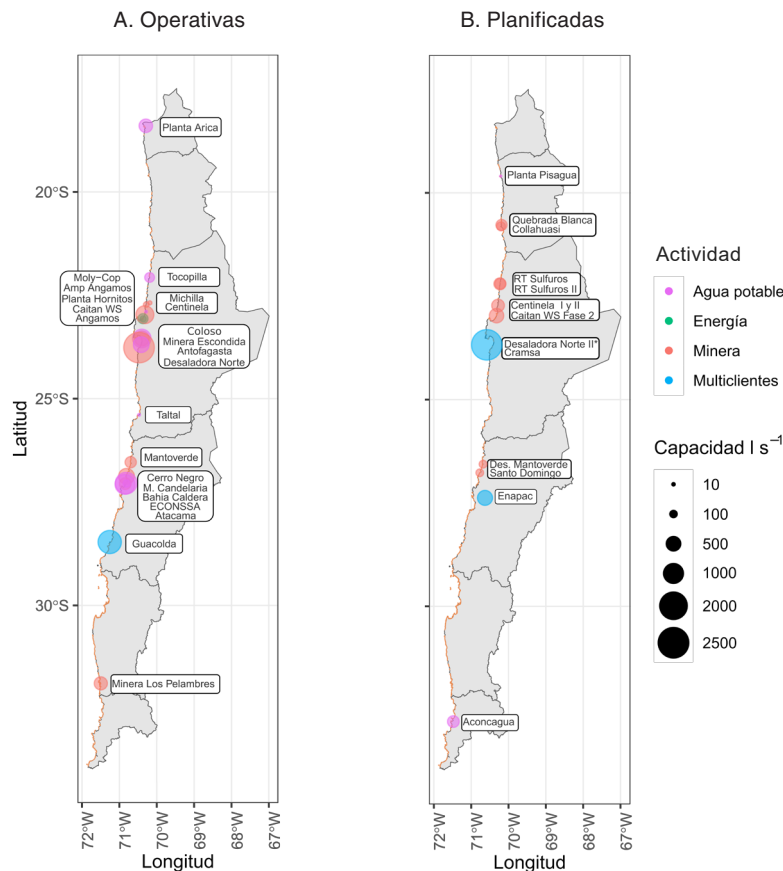 A. Operativas
B. Planificadas
Planta Arica
Tocopilla
Moly-Cop
Amp Angamos
Planta Hornitos
Caitan WS
Angamos
Michilla
Centinela
Coloso
Minera Escondida
Antofagasta
Desaladora Norte
Taltal
Mantoverde
Cerro Negro
M. Candelaria
Bahia Caldera
ECONSSA
Atacama
Guacolda
Minera Los Pelambres
Planta Pisagua
Quebrada Blanca
Collahuasi
RT Sulfuros
RT Sulfuros II
Centinela I y II
Caitan WS Fase 2
Desaladora Norte II*
Cramsa
Des. Mantoverde
Santo Domingo
Enapac
Aconcagua
20°S
25°S
30°S
Latitud
72°W
71°W
70°W
69°W
68°W
67°W
Longitud
72°W
71°W
70°W
69°W
68°W
67°W
Longitud
Actividad
Agua potable
Energía
Minera
Multiclientes
Capacidad l s⁻¹
10
100
500
1000
2000
2500